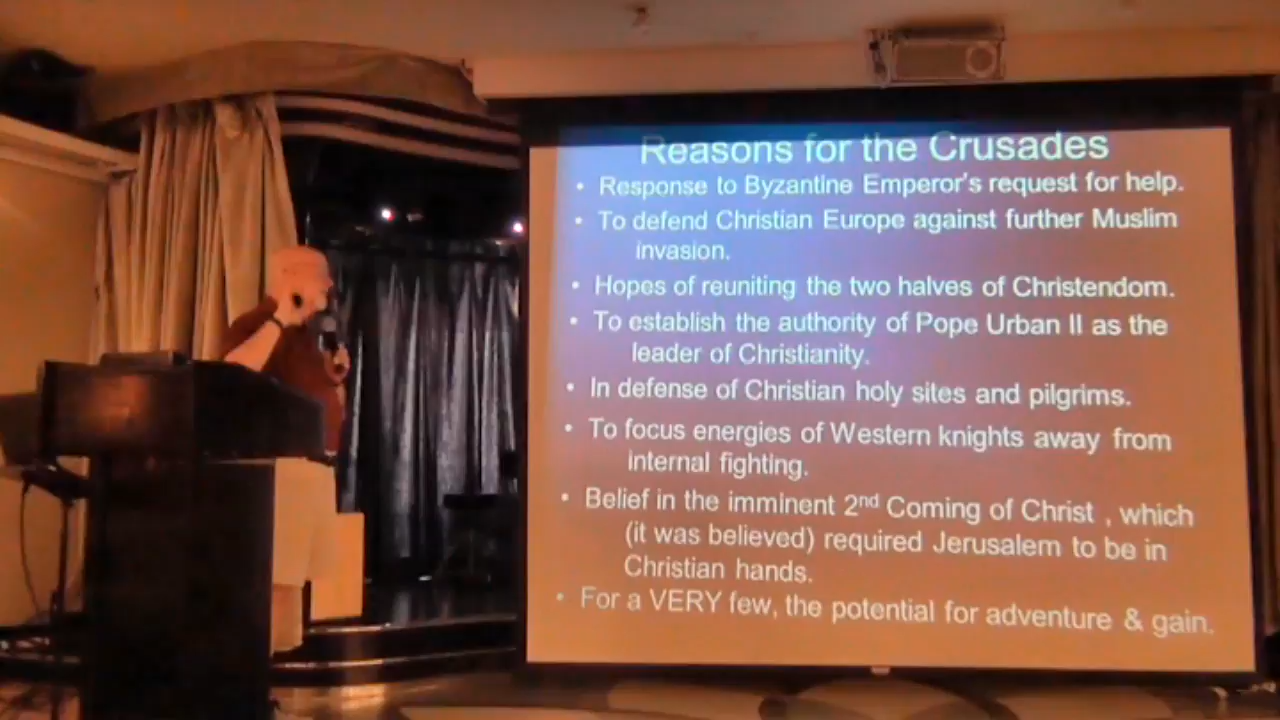 Reasons for the Crusades
• Response to Byzantine Emperor's request for help.
• To defend Christian Europe against further Muslim
invasion.
• Hopes of reuniting the two halves of Christendom.
• To establish the authority of Pope Urban II as the
leader of Christianity.
• In defense of Christian holy sites and pilgrims.
• To focus energies of Western knights away from
internal fighting.
• Belief in the imminent 2nd Coming of Christ , which
(it was believed) required Jerusalem to be in
Christian hands.
• For a VERY few, the potential for adventure & gain.